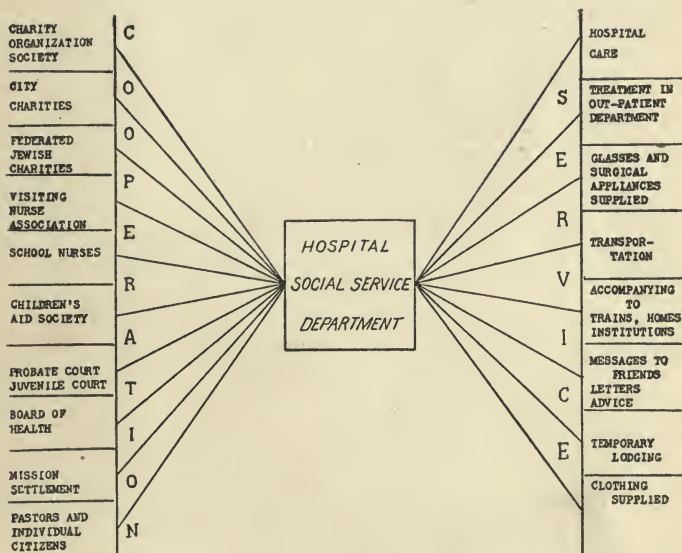 CHARITY
ORGANIZATION
SOCIETY
CITY
CHARITIES
FEDERATED
JEWISH
CHARITIES
VISITING
NURSE
ASSOCIATION
SCHOOL NURSES
CHILDREN'S
AID SOCIETY
PROBATE COURT
JUVENILE COURT
BOARD OF
HEALTH
MISSION
SETTLEMENT
PASTORS AND
INDIVIDUAL
CITIZENS
COOPERATION
HOSPITAL
SOCIAL SERVICE
DEPARTMENT
SERVICE
HOSPITAL
CARE
TREATMENT IN
OUT-PATIENT
DEPARTMENT
GLASSES AND
SURGICAL
APPLIANCES
SUPPLIED
TRANSPOR-
TATION
ACCOMPANYING
TO
TRAINS, HOMES
INSTITUTIONS
MESSAGES TO
FRIENDS
LETTERS
ADVICE
TEMPORARY
LODGING
CLOTHING
SUPPLIED